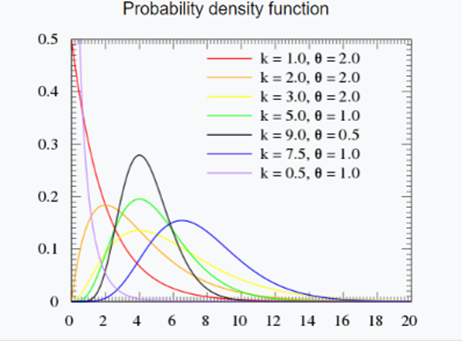 Probability density function
0.5
0.4
0.3
0.2
0.1
0
k = 1.0, θ = 2.0
k = 2.0, θ = 2.0
k = 3.0, θ = 2.0
k = 5.0, θ = 1.0
k = 9.0, θ = 0.5
k = 7.5, θ = 1.0
k = 0.5, θ = 1.0
0 2 4 6 8 10 12 14 16 18 20